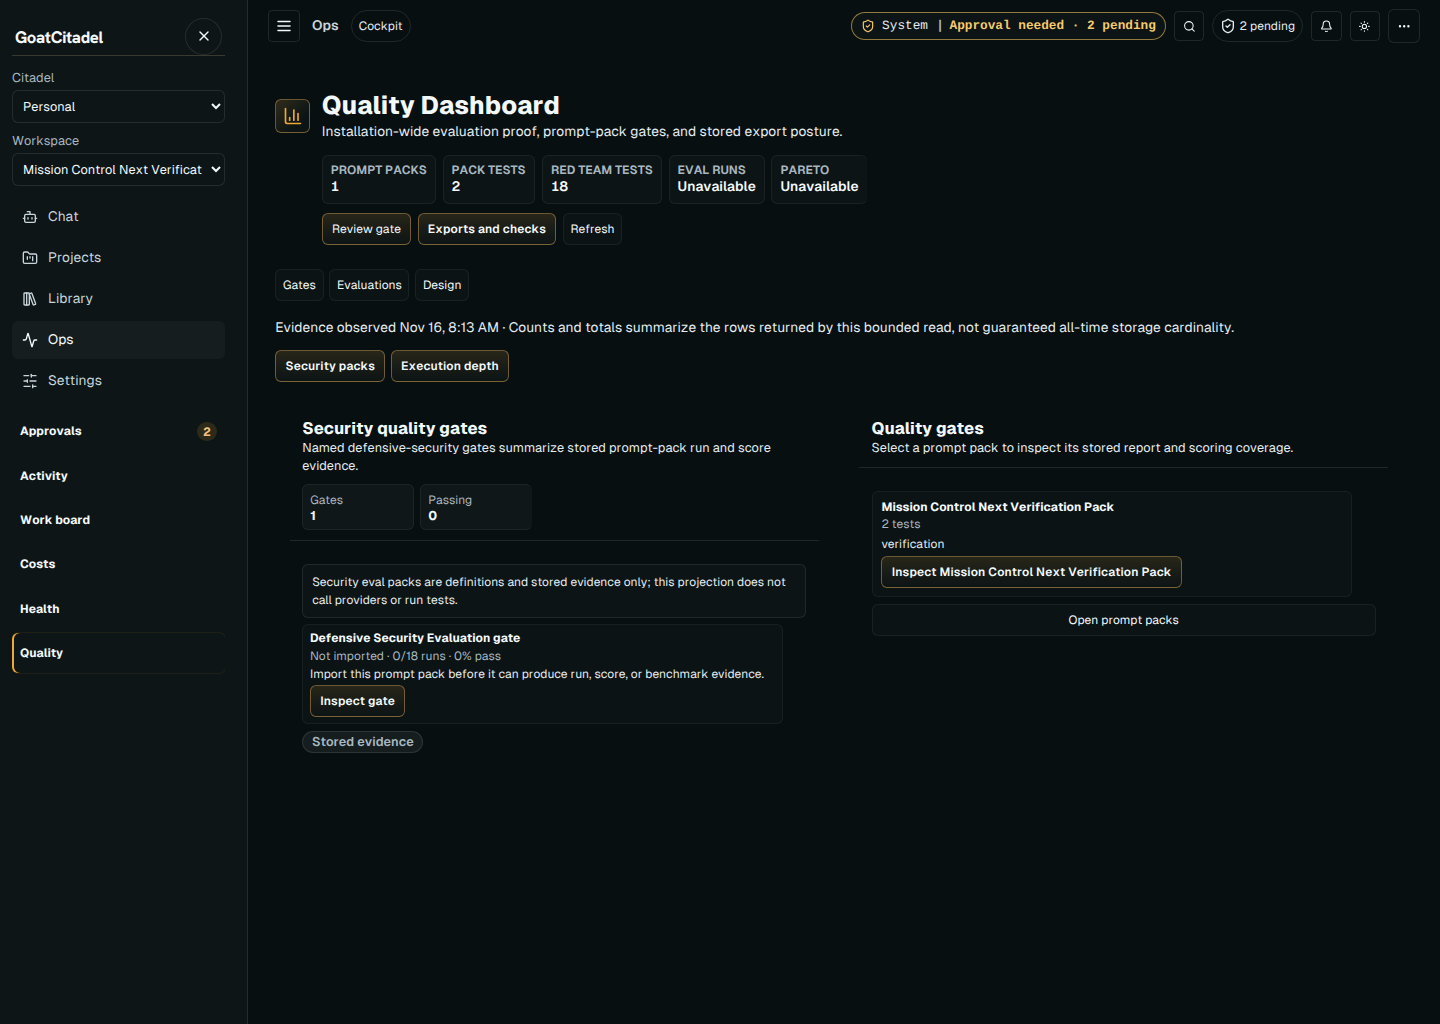 GoatCitadel
Citadel
Personal
Workspace
Mission Control Next Verificat
Chat
Projects
Library
Ops
Settings
Approvals
2
Activity
Work board
Costs
Health
Quality
Ops
Cockpit
System | Approval needed · 2 pending
2 pending
Quality Dashboard
Installation-wide evaluation proof, prompt-pack gates, and stored export posture.
PROMPT PACKS
1
PACK TESTS
2
RED TEAM TESTS
18
EVAL RUNS
Unavailable
PARETO
Unavailable
Review gate
Exports and checks
Refresh
Gates
Evaluations
Design
Evidence observed Nov 16, 8:13 AM · Counts and totals summarize the rows returned by this bounded read, not guaranteed all-time storage cardinality.
Security packs
Execution depth
Security quality gates
Named defensive-security gates summarize stored prompt-pack run and score
evidence.
Gates
1
Passing
0
Security eval packs are definitions and stored evidence only; this projection does not
call providers or run tests.
Defensive Security Evaluation gate
Not imported · 0/18 runs · 0% pass
Import this prompt pack before it can produce run, score, or benchmark evidence.
Inspect gate
Stored evidence
Quality gates
Select a prompt pack to inspect its stored report and scoring coverage.
Mission Control Next Verification Pack
2 tests
verification
Inspect Mission Control Next Verification Pack
Open prompt packs